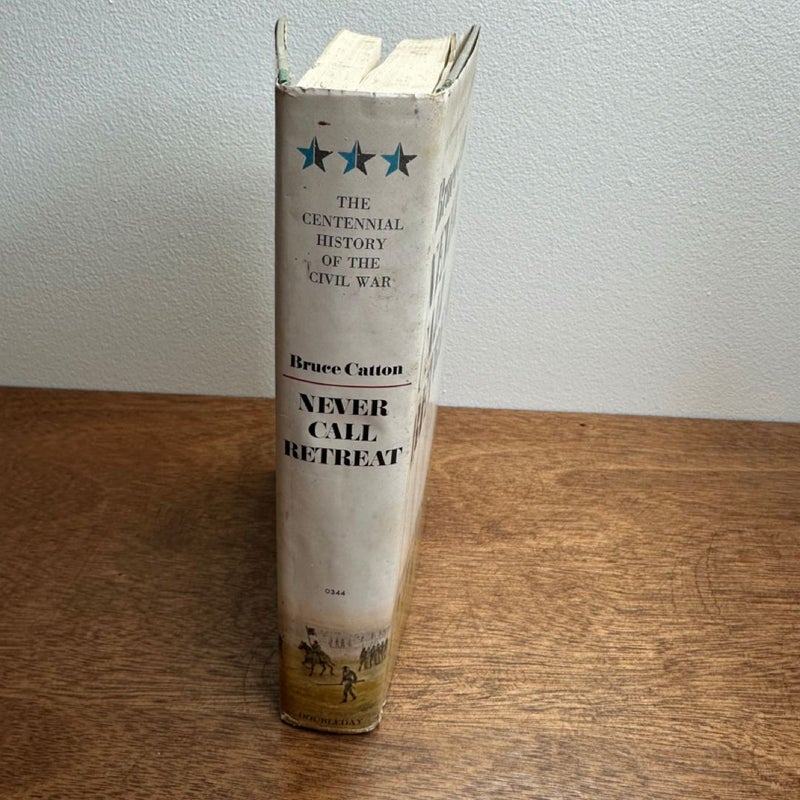 THE
CENTENNIAL
HISTORY
OF THE
CIVIL WAR
Bruce Catton
NEVER
CALL
RETREAT
0344
DOUBLEDAY